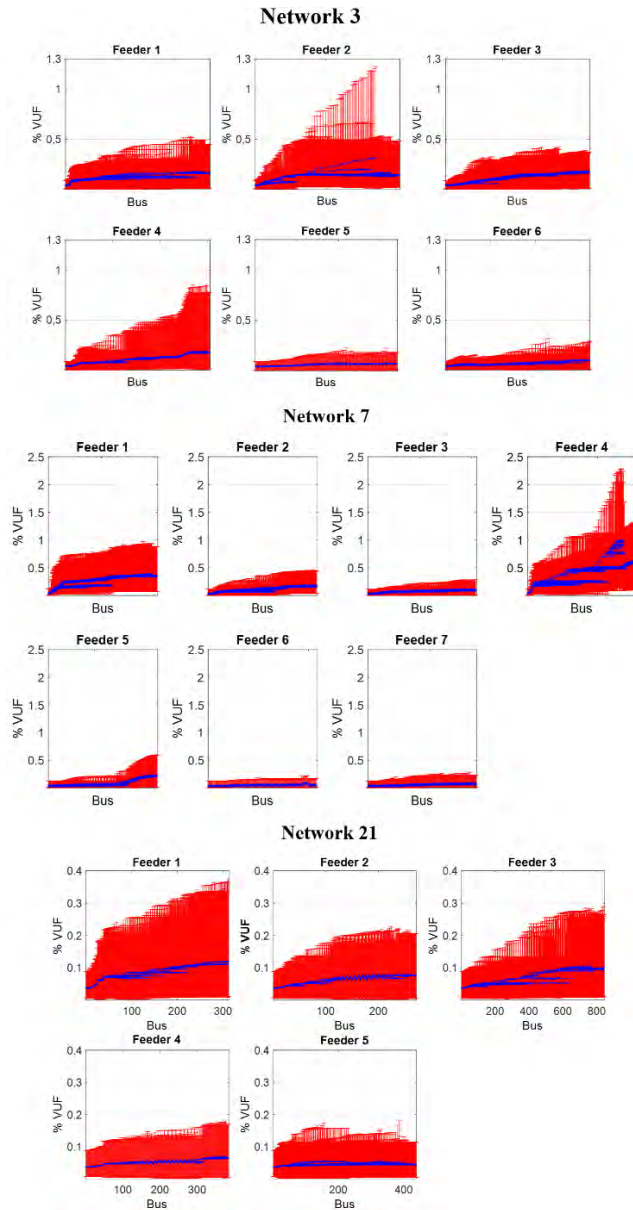 Network 3
Feeder 1
Feeder 2
Feeder 3
1.3
1
0.5
% VUF
Bus
1.3
1
0.5
% VUF
Bus
1.3
1
0.5
% VUF
Bus
Feeder 4
Feeder 5
Feeder 6
1.3
1
0.5
% VUF
Bus
1.3
1
0.5
% VUF
Bus
1.3
1
0.5
% VUF
Bus
Network 7
Feeder 1
Feeder 2
Feeder 3
Feeder 4
2.5
2
1.5
1
0.5
% VUF
Bus
2.5
2
1.5
1
0.5
% VUF
Bus
2.5
2
1.5
1
0.5
% VUF
Bus
2.5
2
1.5
1
0.5
% VUF
Bus
Feeder 5
Feeder 6
Feeder 7
2.5
2
1.5
1
0.5
% VUF
Bus
2.5
2
1.5
1
0.5
% VUF
Bus
2.5
2
1.5
1
0.5
% VUF
Bus
Network 21
Feeder 1
Feeder 2
Feeder 3
0.4
0.3
0.2
0.1
% VUF
100 200 300
Bus
0.4
0.3
0.2
0.1
% VUF
100 200
Bus
0.4
0.3
0.2
0.1
% VUF
200 400 600 800
Bus
Feeder 4
Feeder 5
0.4
0.3
0.2
0.1
% VUF
100 200 300
Bus
0.4
0.3
0.2
0.1
% VUF
200 400
Bus